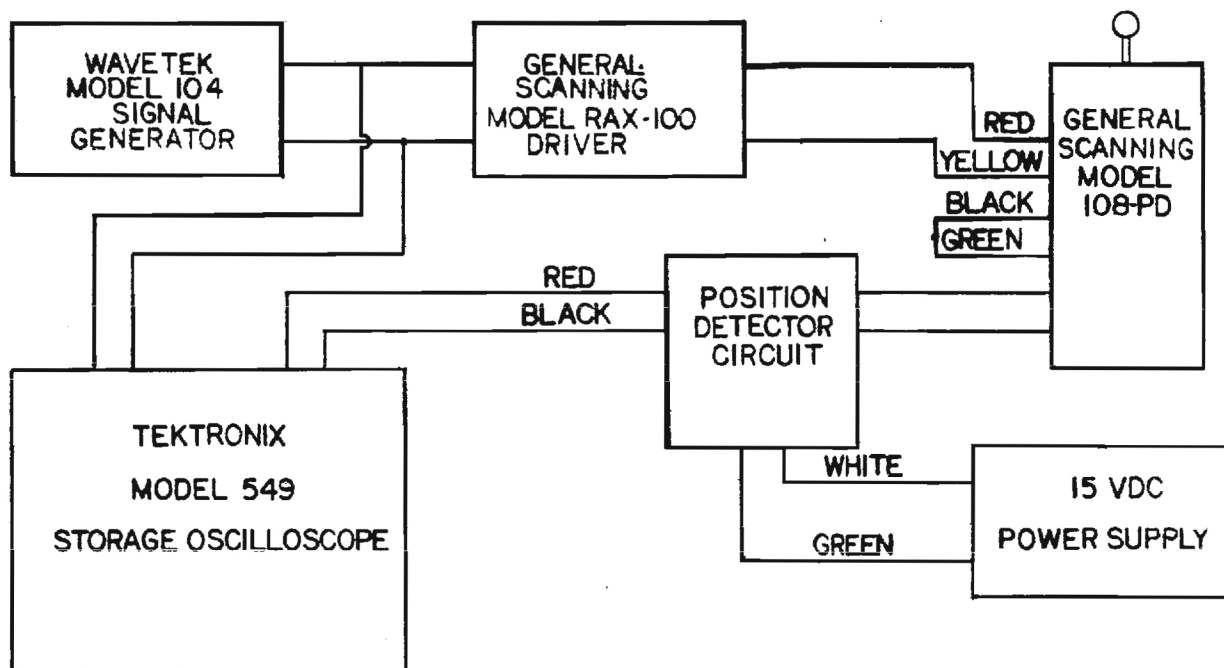 WAVETEK
MODEL 104
SIGNAL
GENERATOR
GENERAL
SCANNING
MODEL RAX-100
DRIVER
RED
YELLOW
BLACK
GREEN
GENERAL
SCANNING
MODEL
108-PD
RED
BLACK
POSITION
DETECTOR
CIRCUIT
TEKTRONIX
MODEL 549
STORAGE OSCILLOSCOPE
WHITE
GREEN
15 VDC
POWER SUPPLY